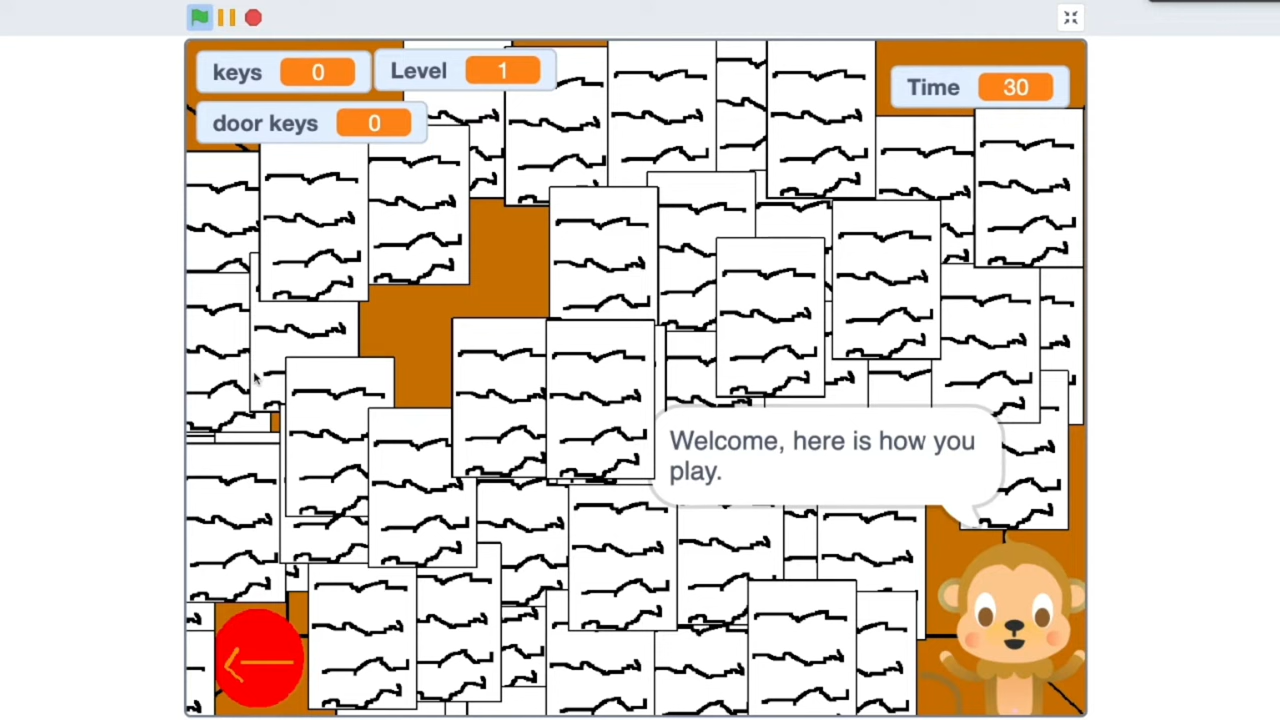 keys 0
Level 1
Time 30
door keys 0
Welcome, here is how you
play.